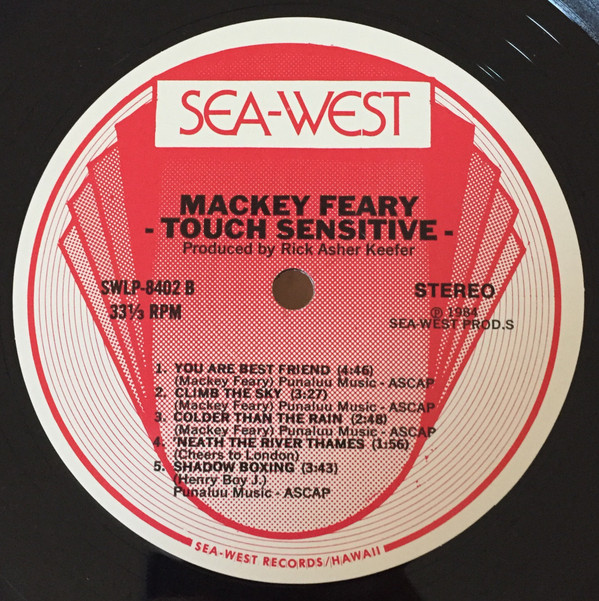 SEA-WEST
MACKEY FEARY
- TOUCH SENSITIVE -
Produced by Rick Asher Keefer
SWLP-8402 B
33⅓ RPM
STEREO
℗ 1984
SEA-WEST PROD.S
1. YOU ARE BEST FRIEND (4:46)
(Mackey Feary) Punaluu Music - ASCAP
2. CLIMB THE SKY (3:27)
(Mackey Feary) Punaluu Music - ASCAP
3. COLDER THAN THE RAIN (2:48)
(Mackey Feary) Punaluu Music - ASCAP
4. 'NEATH THE RIVER THAMES (1:56)
(Cheers to London)
5. SHADOW BOXING (3:43)
(Henry Boy J.)
Punaluu Music - ASCAP
SEA-WEST RECORDS/HAWAII